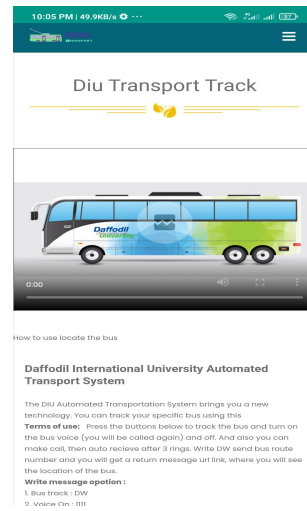 10:05 PM | 49.9KB/s
37
TRANSPORT
Diu Transport Track
Daffodil
University
0:00
How to use locate the bus
Daffodil International University Automated
Transport System
The DIU Automated Transportation System brings you a new
technology. You can track your specific bus using this
Terms of use: Press the buttons below to track the bus and turn on
the bus voice (you will be called again) and off. And also you can
make call, then auto recieve after 3 rings. Write DW send bus route
number and you will get a return message url link, where you will see
the location of the bus.
Write message opotion :
1. Bus track : DW
2. Voice On : 1111